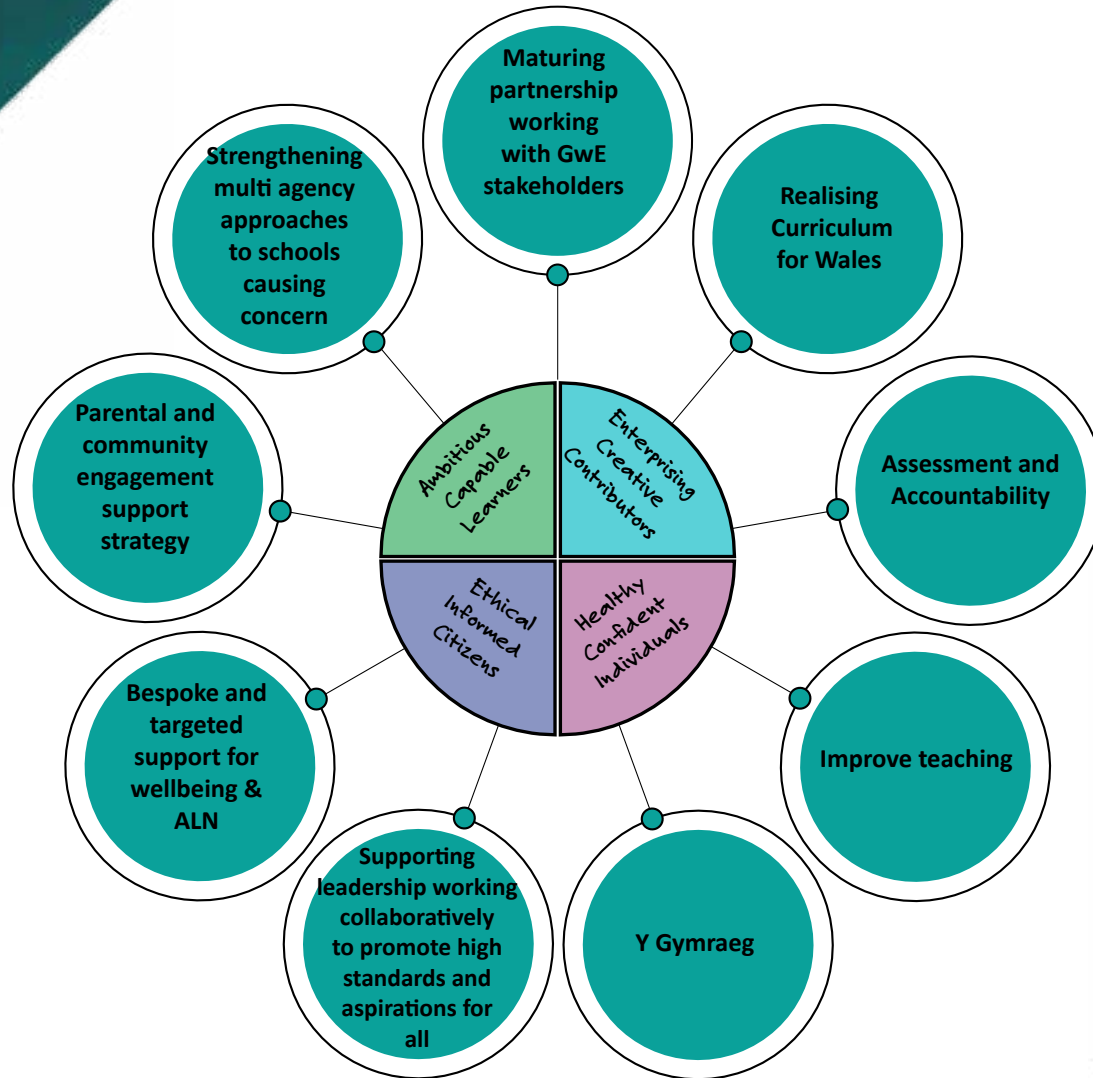 Maturing
partnership
working
with GwE
stakeholders
Realising
Curriculum
for Wales
Assessment and
Accountability
Improve teaching
Y Gymraeg
Supporting
leadership working
collaboratively
to promote high
standards and
aspirations for
all
Bespoke and
targeted
support for
wellbeing &
ALN
Parental and
community
engagement
support
strategy
Strengthening
multi agency
approaches
to schools
causing
concern
Ambitious
Capable
Learners
Enterprising
Creative
Contributors
Ethical
Informed
Citizens
Healthy
Confident
Individuals